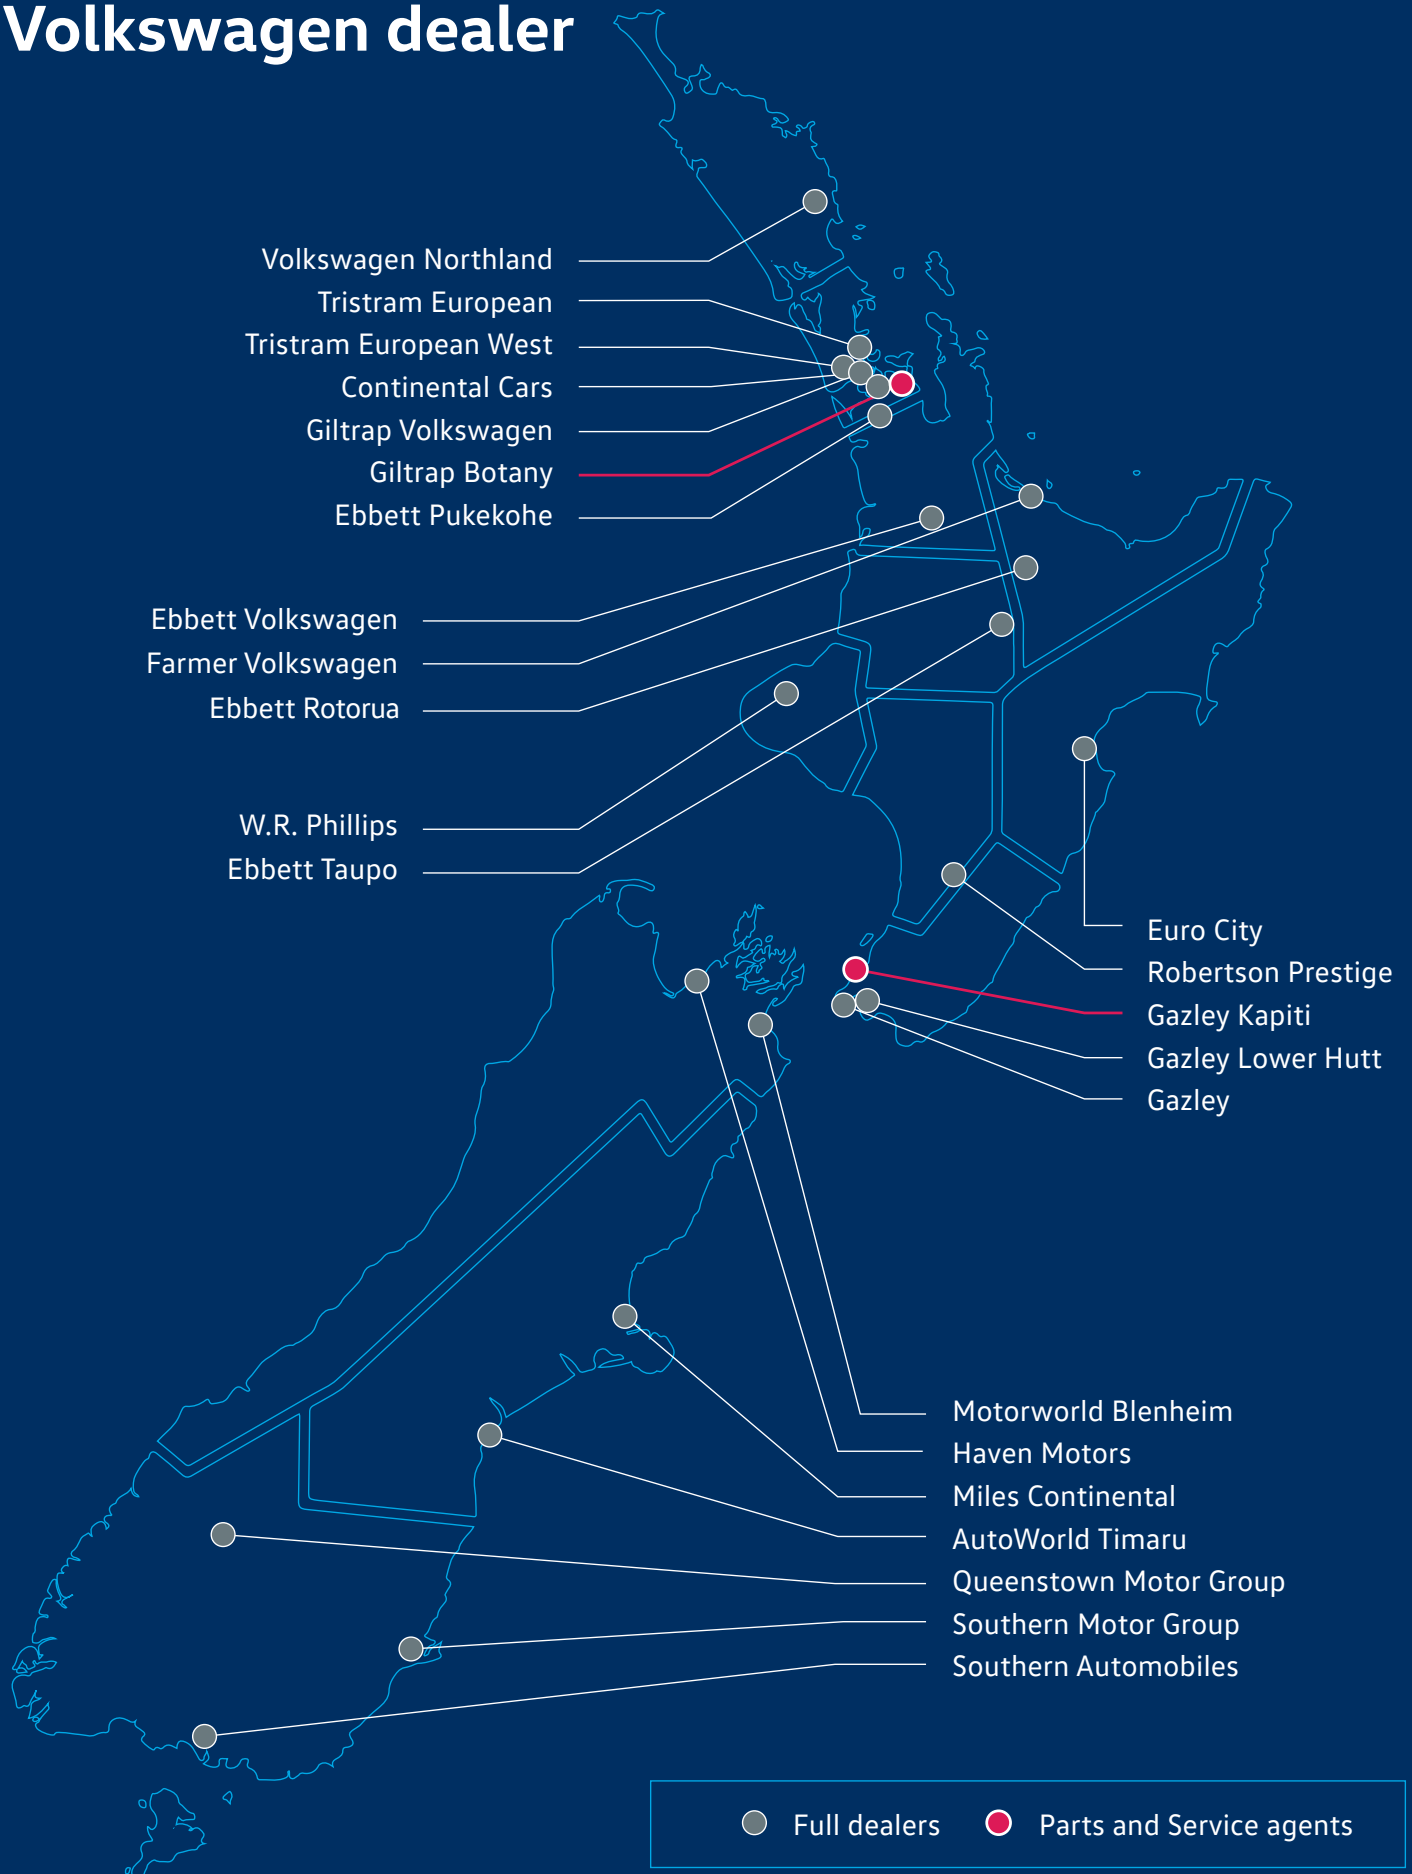 Volkswagen dealer
Volkswagen Northland
Tristram European
Tristram European West
Continental Cars
Giltrap Volkswagen
Giltrap Botany
Ebbett Pukekohe
Ebbett Volkswagen
Farmer Volkswagen
Ebbett Rotorua
W.R. Phillips
Ebbett Taupo
Euro City
Robertson Prestige
Gazley Kapiti
Gazley Lower Hutt
Gazley
Motorworld Blenheim
Haven Motors
Miles Continental
AutoWorld Timaru
Queenstown Motor Group
Southern Motor Group
Southern Automobiles
Full dealers
Parts and Service agents